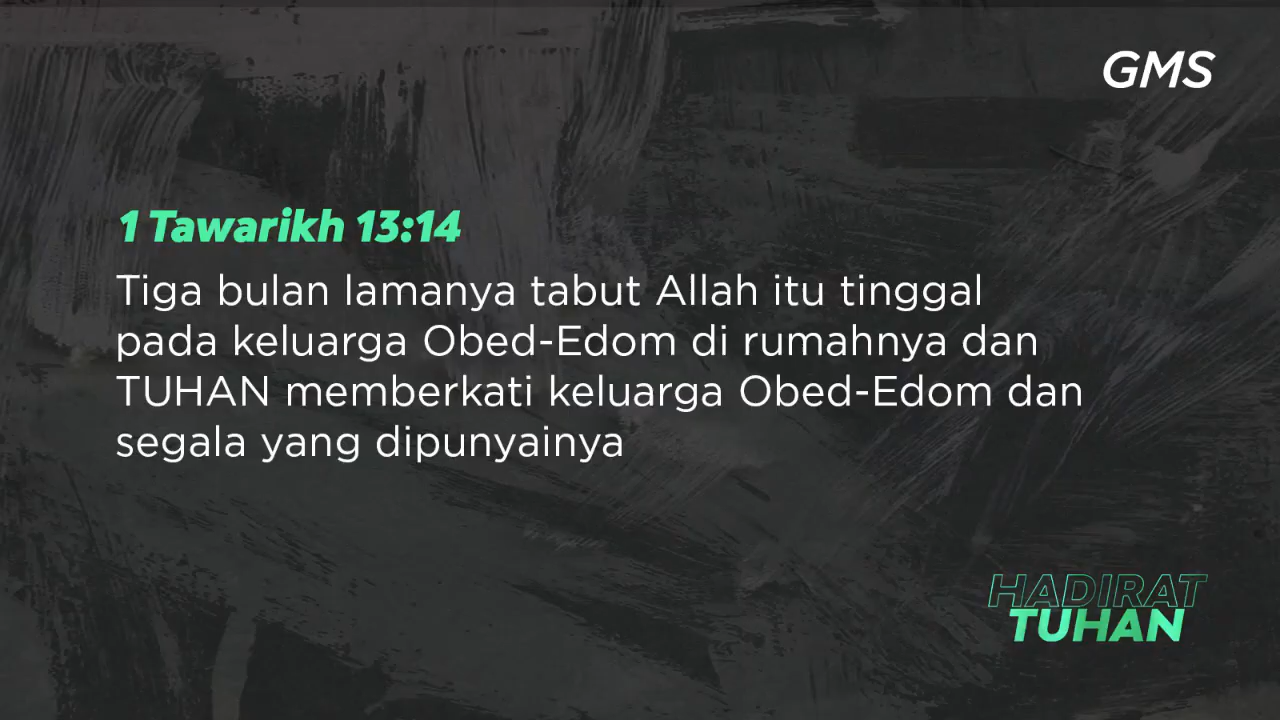 GMS
1 Tawarikh 13:14
Tiga bulan lamanya tabut Allah itu tinggal
pada keluarga Obed-Edom di rumahnya dan
TUHAN memberkati keluarga Obed-Edom dan
segala yang dipunyainya
HADIRAT
TUHAN